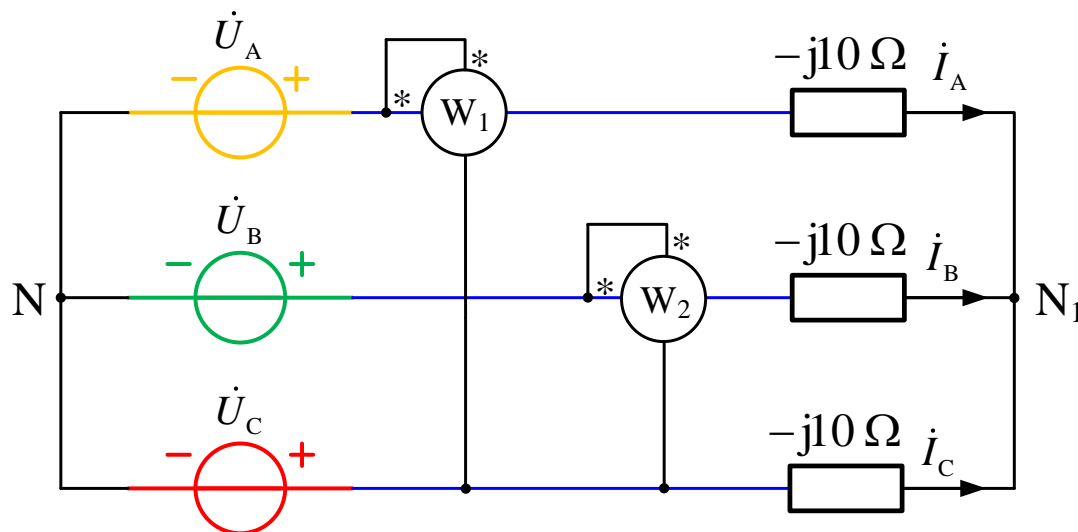 U̇A
− +
* *
W1
−j10 Ω
İA
U̇B
− +
* *
W2
−j10 Ω
İB
N
N1
U̇C
− +
−j10 Ω
İC